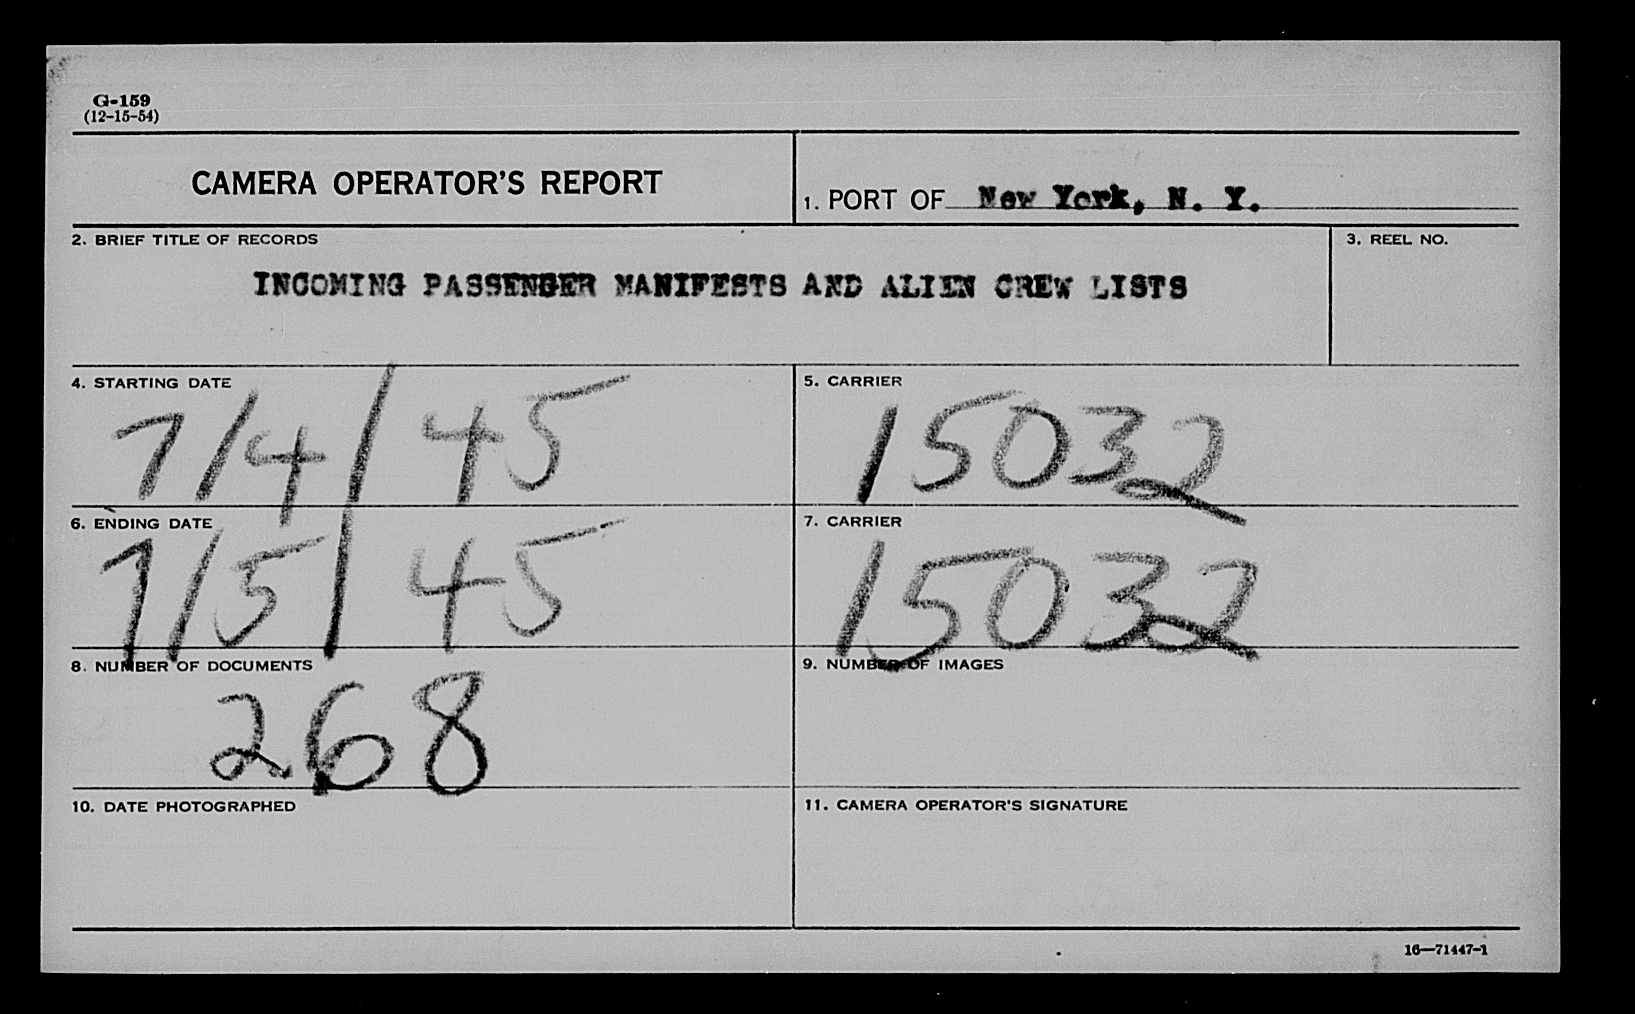 G-159
(12-15-54)
CAMERA OPERATOR'S REPORT
1. PORT OF New York, N. Y.
2. BRIEF TITLE OF RECORDS
INCOMING PASSENGER MANIFESTS AND ALIEN CREW LISTS
3. REEL NO.
4. STARTING DATE
7/4/45
5. CARRIER
15032
6. ENDING DATE
7/5/45
7. CARRIER
15032
8. NUMBER OF DOCUMENTS
268
9. NUMBER OF IMAGES
10. DATE PHOTOGRAPHED
11. CAMERA OPERATOR'S SIGNATURE
16—71447-1